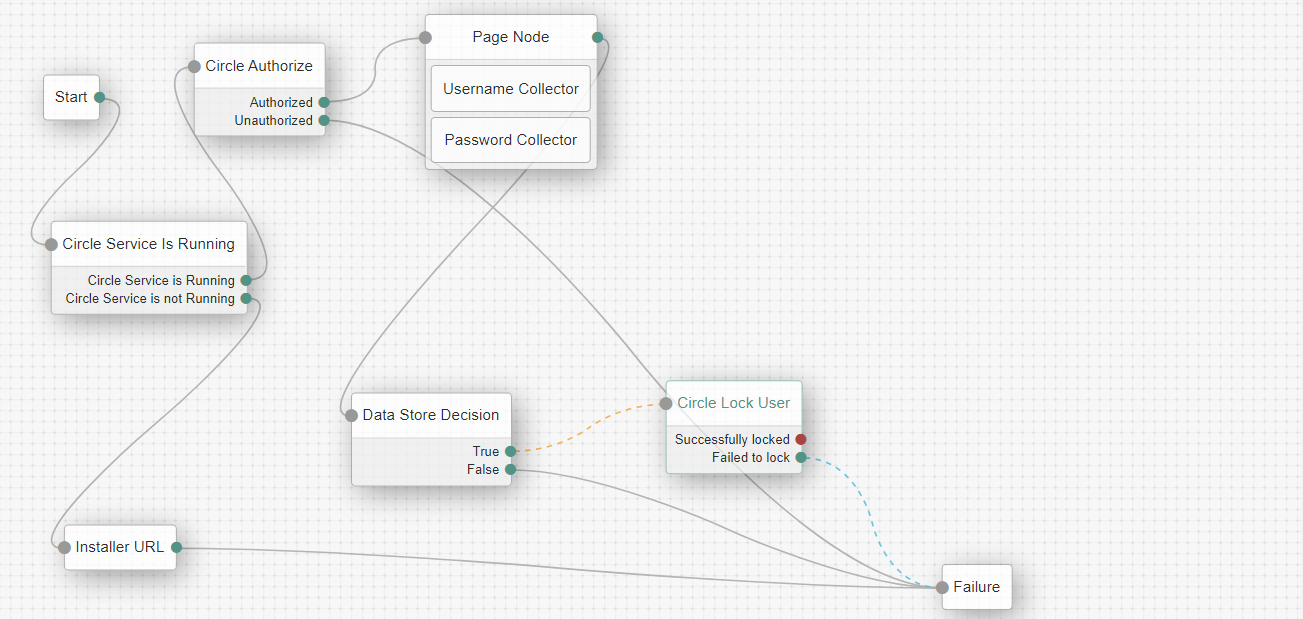 Start
Circle Authorize
Authorized
Unauthorized
Page Node
Username Collector
Password Collector
Circle Service Is Running
Circle Service is Running
Circle Service is not Running
Data Store Decision
True
False
Circle Lock User
Successfully locked
Failed to lock
Installer URL
Failure